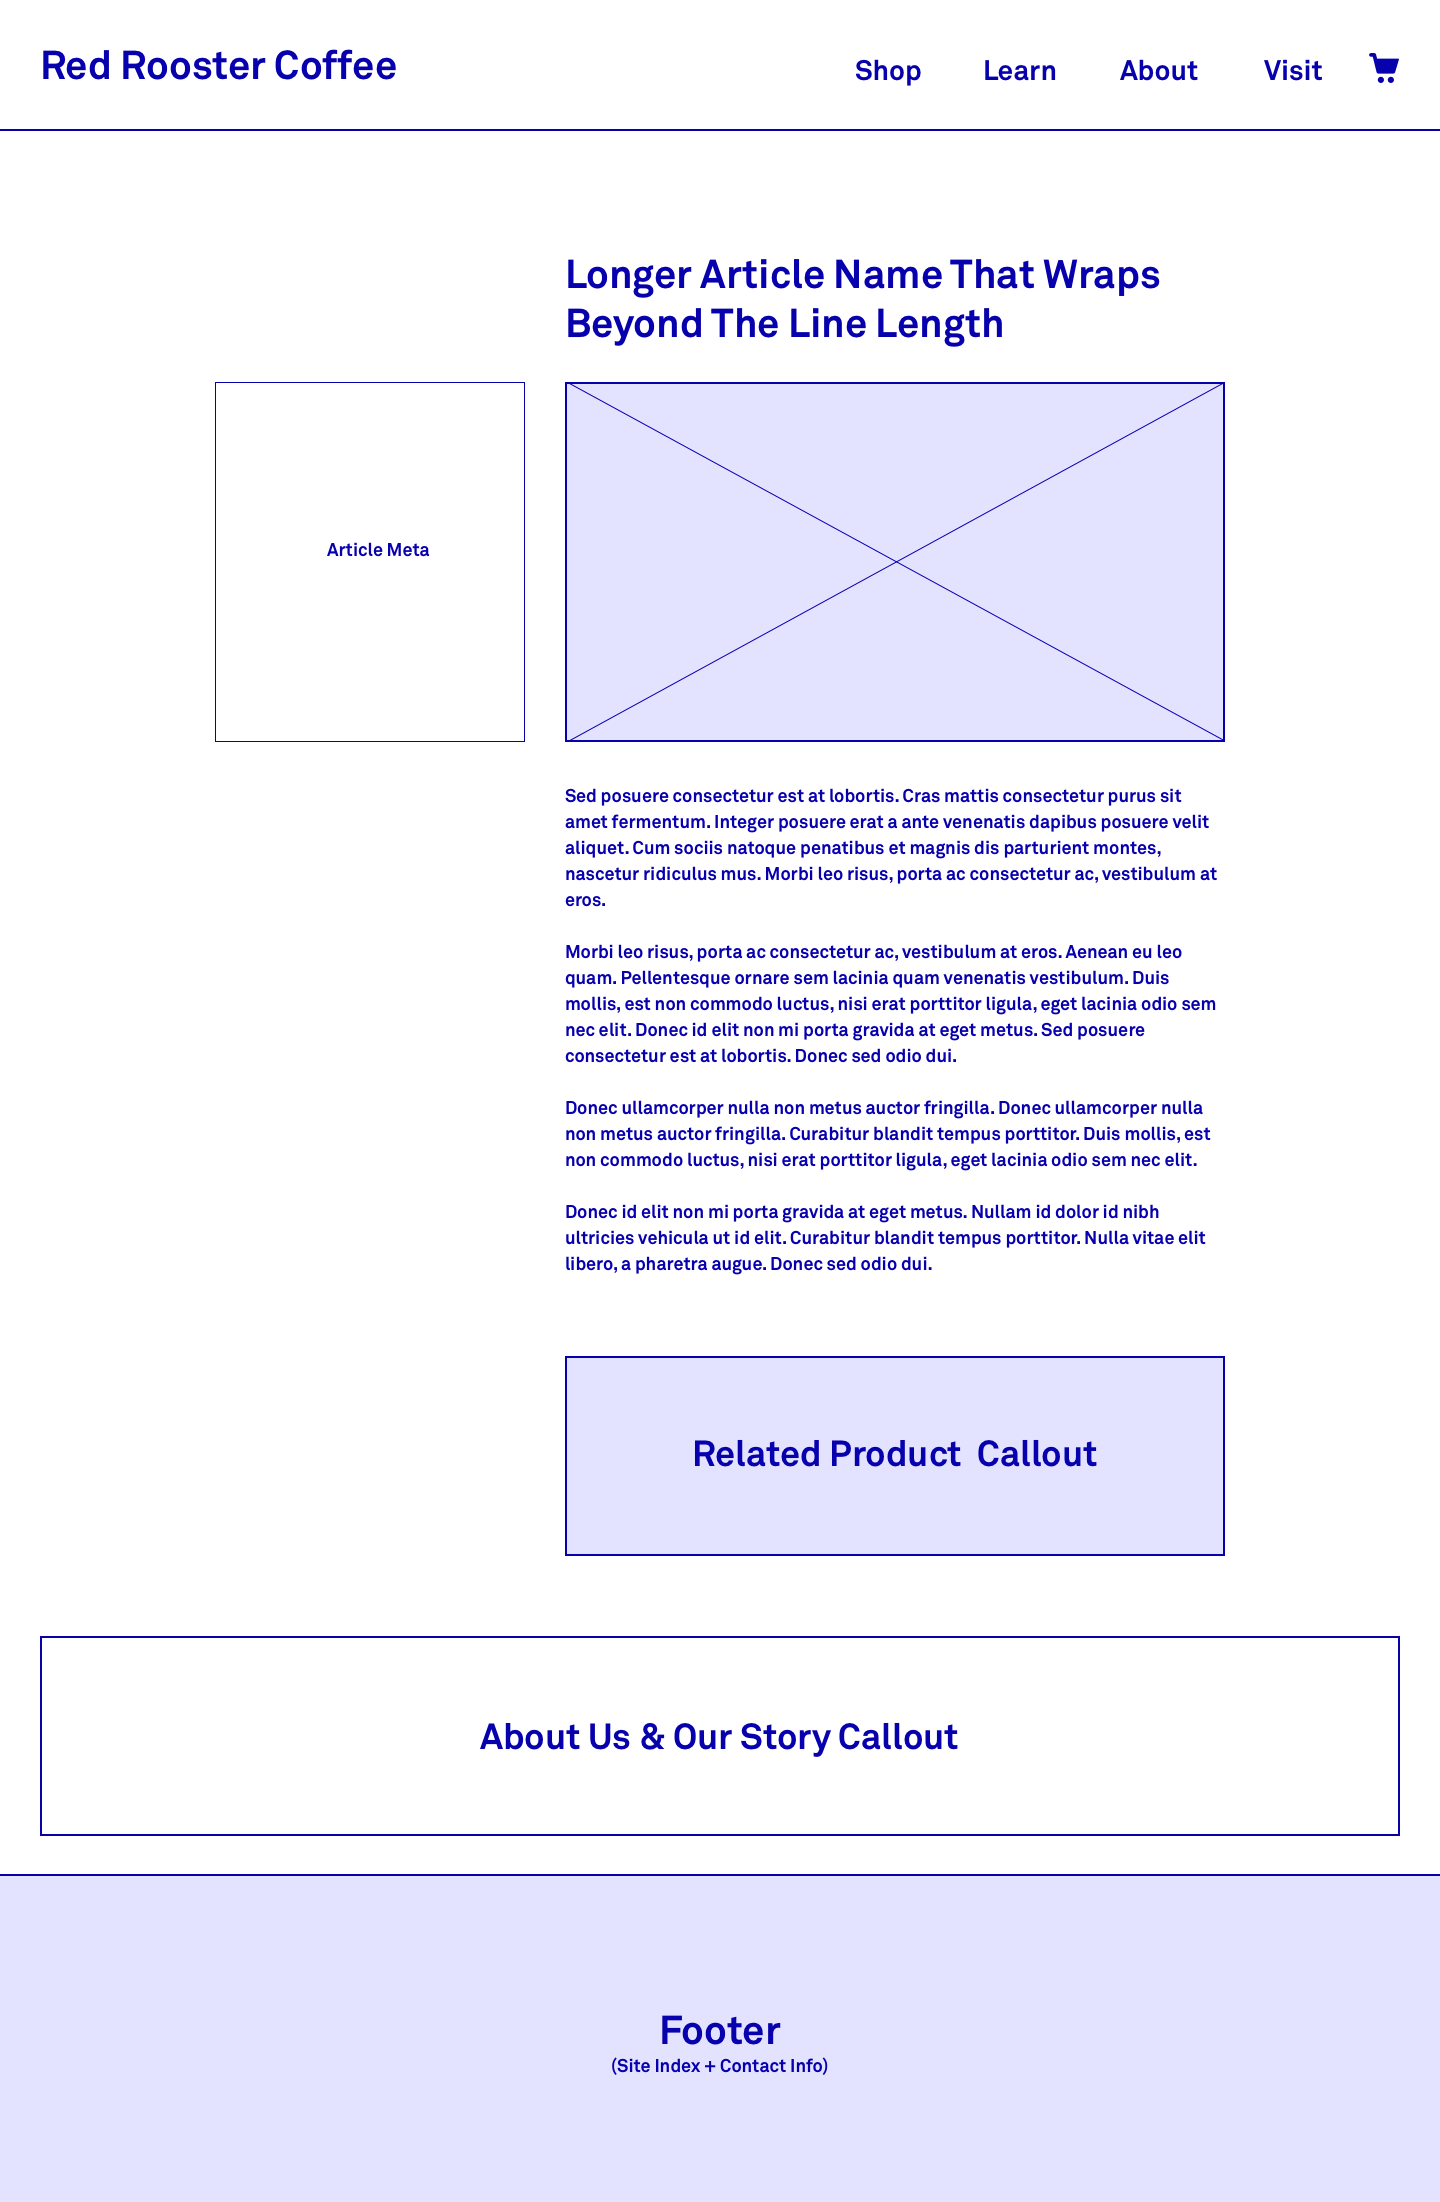 Red Rooster Coffee
Shop Learn About Visit
Longer Article Name That Wraps
Beyond The Line Length
Article Meta
Sed posuere consectetur est at lobortis. Cras mattis consectetur purus sit
amet fermentum. Integer posuere erat a ante venenatis dapibus posuere velit
aliquet. Cum sociis natoque penatibus et magnis dis parturient montes,
nascetur ridiculus mus. Morbi leo risus, porta ac consectetur ac, vestibulum at
eros.
Morbi leo risus, porta ac consectetur ac, vestibulum at eros. Aenean eu leo
quam. Pellentesque ornare sem lacinia quam venenatis vestibulum. Duis
mollis, est non commodo luctus, nisi erat porttitor ligula, eget lacinia odio sem
nec elit. Donec id elit non mi porta gravida at eget metus. Sed posuere
consectetur est at lobortis. Donec sed odio dui.
Donec ullamcorper nulla non metus auctor fringilla. Donec ullamcorper nulla
non metus auctor fringilla. Curabitur blandit tempus porttitor. Duis mollis, est
non commodo luctus, nisi erat porttitor ligula, eget lacinia odio sem nec elit.
Donec id elit non mi porta gravida at eget metus. Nullam id dolor id nibh
ultricies vehicula ut id elit. Curabitur blandit tempus porttitor. Nulla vitae elit
libero, a pharetra augue. Donec sed odio dui.
Related Product  Callout
About Us & Our Story Callout
Footer
(Site Index + Contact Info)